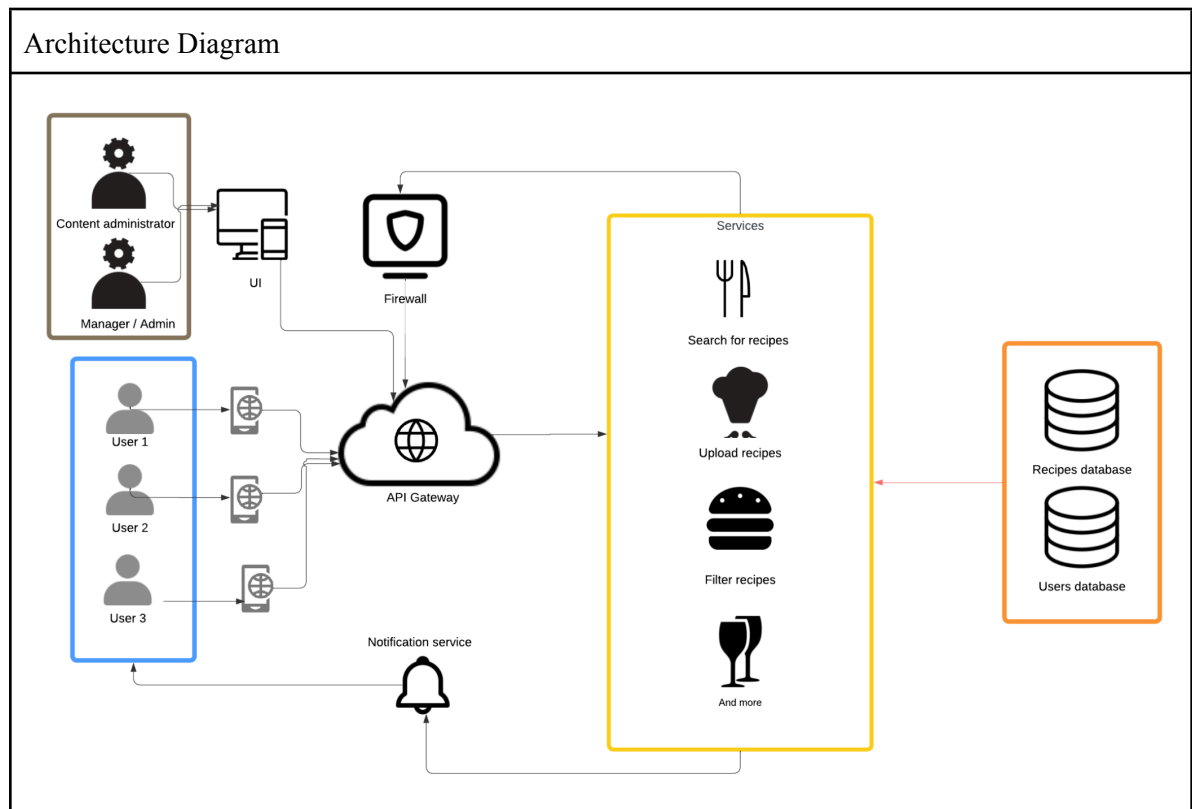 Architecture Diagram
Content administrator
Manager / Admin
UI
Firewall
User 1
User 2
User 3
API Gateway
Notification service
Services
Search for recipes
Upload recipes
Filter recipes
And more
Recipes database
Users database